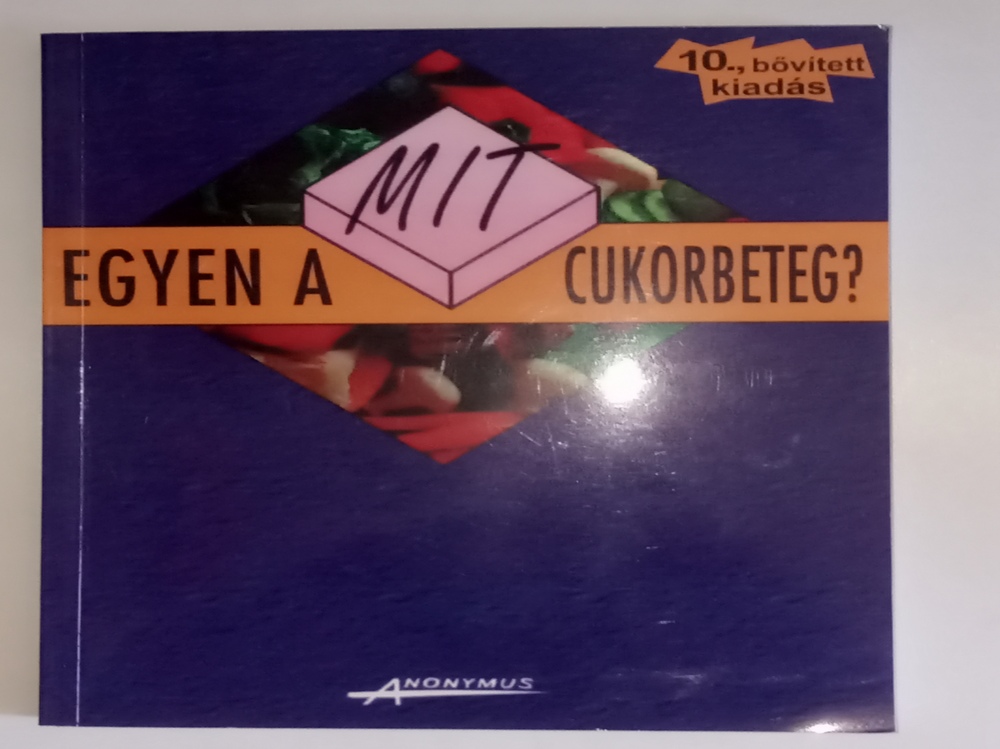 10., bővített
kiadás
MIT
EGYEN A CUKORBETEG?
ANONYMUS